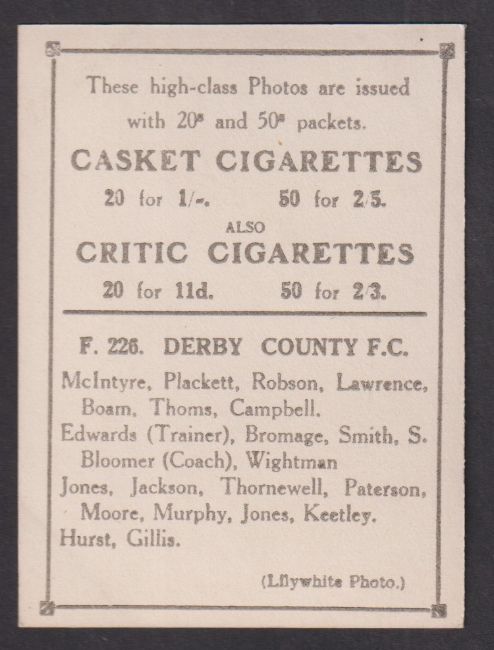 These high-class Photos are issued
with 20s and 50s packets.
CASKET CIGARETTES
20 for 1/-. 50 for 2/5.
ALSO
CRITIC CIGARETTES
20 for 11d. 50 for 2/3.
F. 226. DERBY COUNTY F.C.
McIntyre, Plackett, Robson, Lawrence,
Boam, Thoms, Campbell.
Edwards (Trainer), Bromage, Smith, S.
Bloomer (Coach), Wightman
Jones, Jackson, Thornewell, Paterson,
Moore, Murphy, Jones, Keetley.
Hurst, Gillis.
(Lilywhite Photo.)